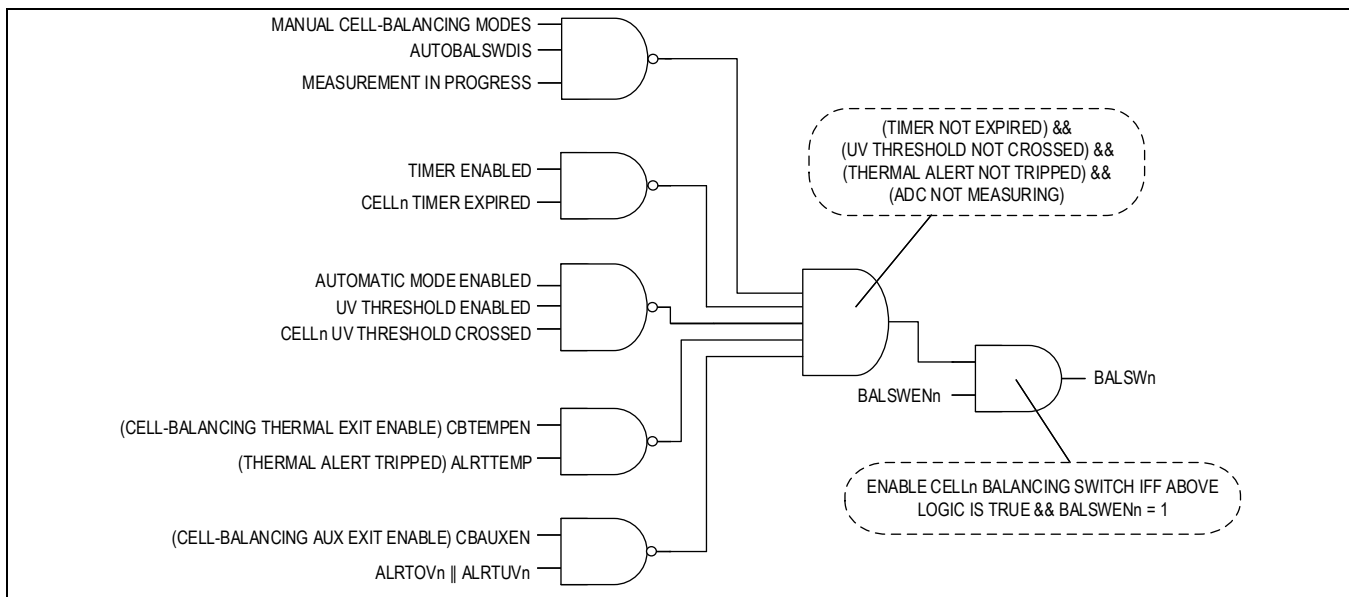 MANUAL CELL-BALANCING MODES
AUTOBALSWDIS
MEASUREMENT IN PROGRESS
(TIMER NOT EXPIRED) &&
(UV THRESHOLD NOT CROSSED) &&
(THERMAL ALERT NOT TRIPPED) &&
(ADC NOT MEASURING)
TIMER ENABLED
CELLn TIMER EXPIRED
AUTOMATIC MODE ENABLED
UV THRESHOLD ENABLED
CELLn UV THRESHOLD CROSSED
BALSWENn
BALSWn
(CELL-BALANCING THERMAL EXIT ENABLE) CBTEMPEN
(THERMAL ALERT TRIPPED) ALRTTEMP
ENABLE CELLn BALANCING SWITCH IFF ABOVE
LOGIC IS TRUE && BALSWENn = 1
(CELL-BALANCING AUX EXIT ENABLE) CBAUXEN
ALRTOVn || ALRTUVn